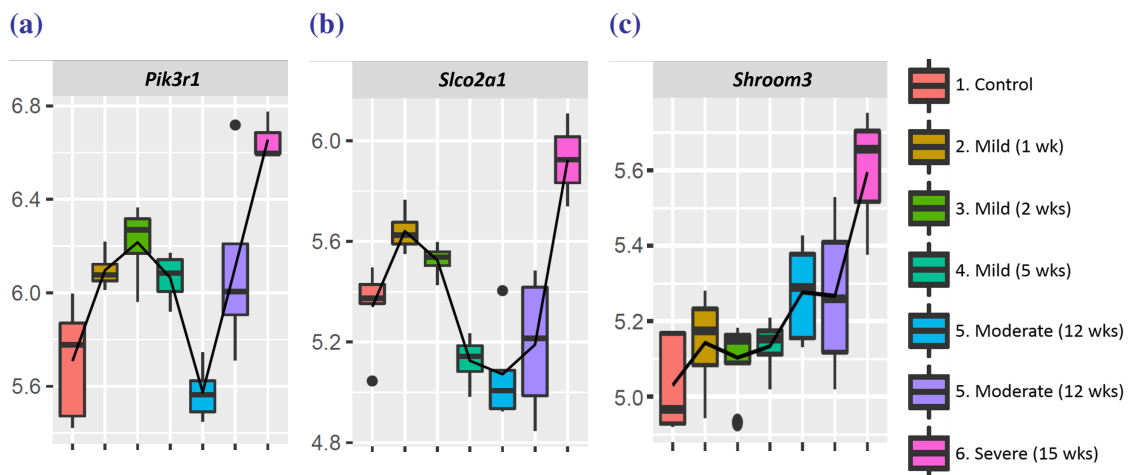 (a)
(b)
(c)
Pik3r1
6.8
6.4
6.0
5.6
Slco2a1
6.0
5.6
5.2
4.8
Shroom3
5.6
5.4
5.2
5.0
1. Control
2. Mild (1 wk)
3. Mild (2 wks)
4. Mild (5 wks)
5. Moderate (12 wks)
5. Moderate (12 wks)
6. Severe (15 wks)